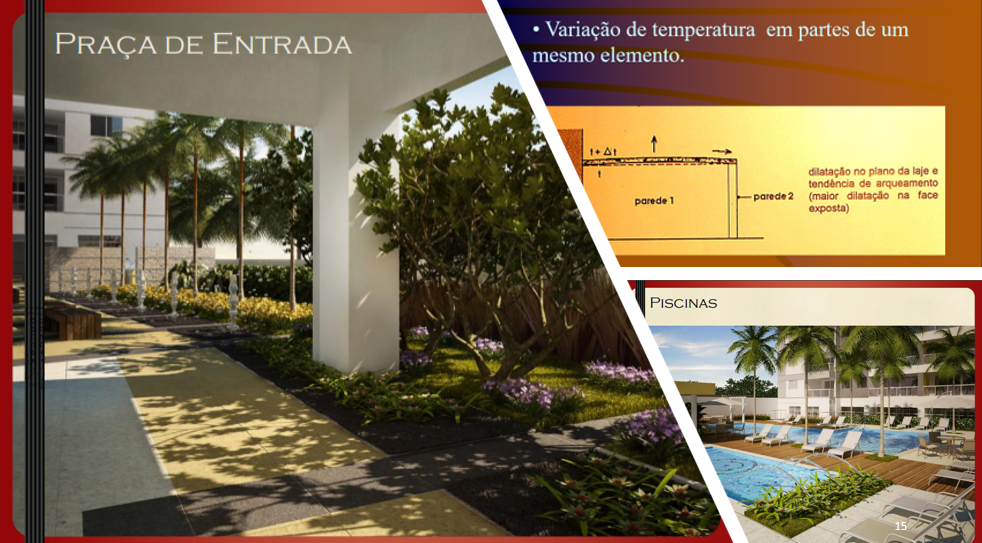 PRAÇA DE ENTRADA
• Variação de temperatura em partes de um
mesmo elemento.
t + Δt
t
parede 1
parede 2
dilatação no plano da laje e
tendência de arqueamento
(maior dilatação na face
exposta)
PISCINAS
15